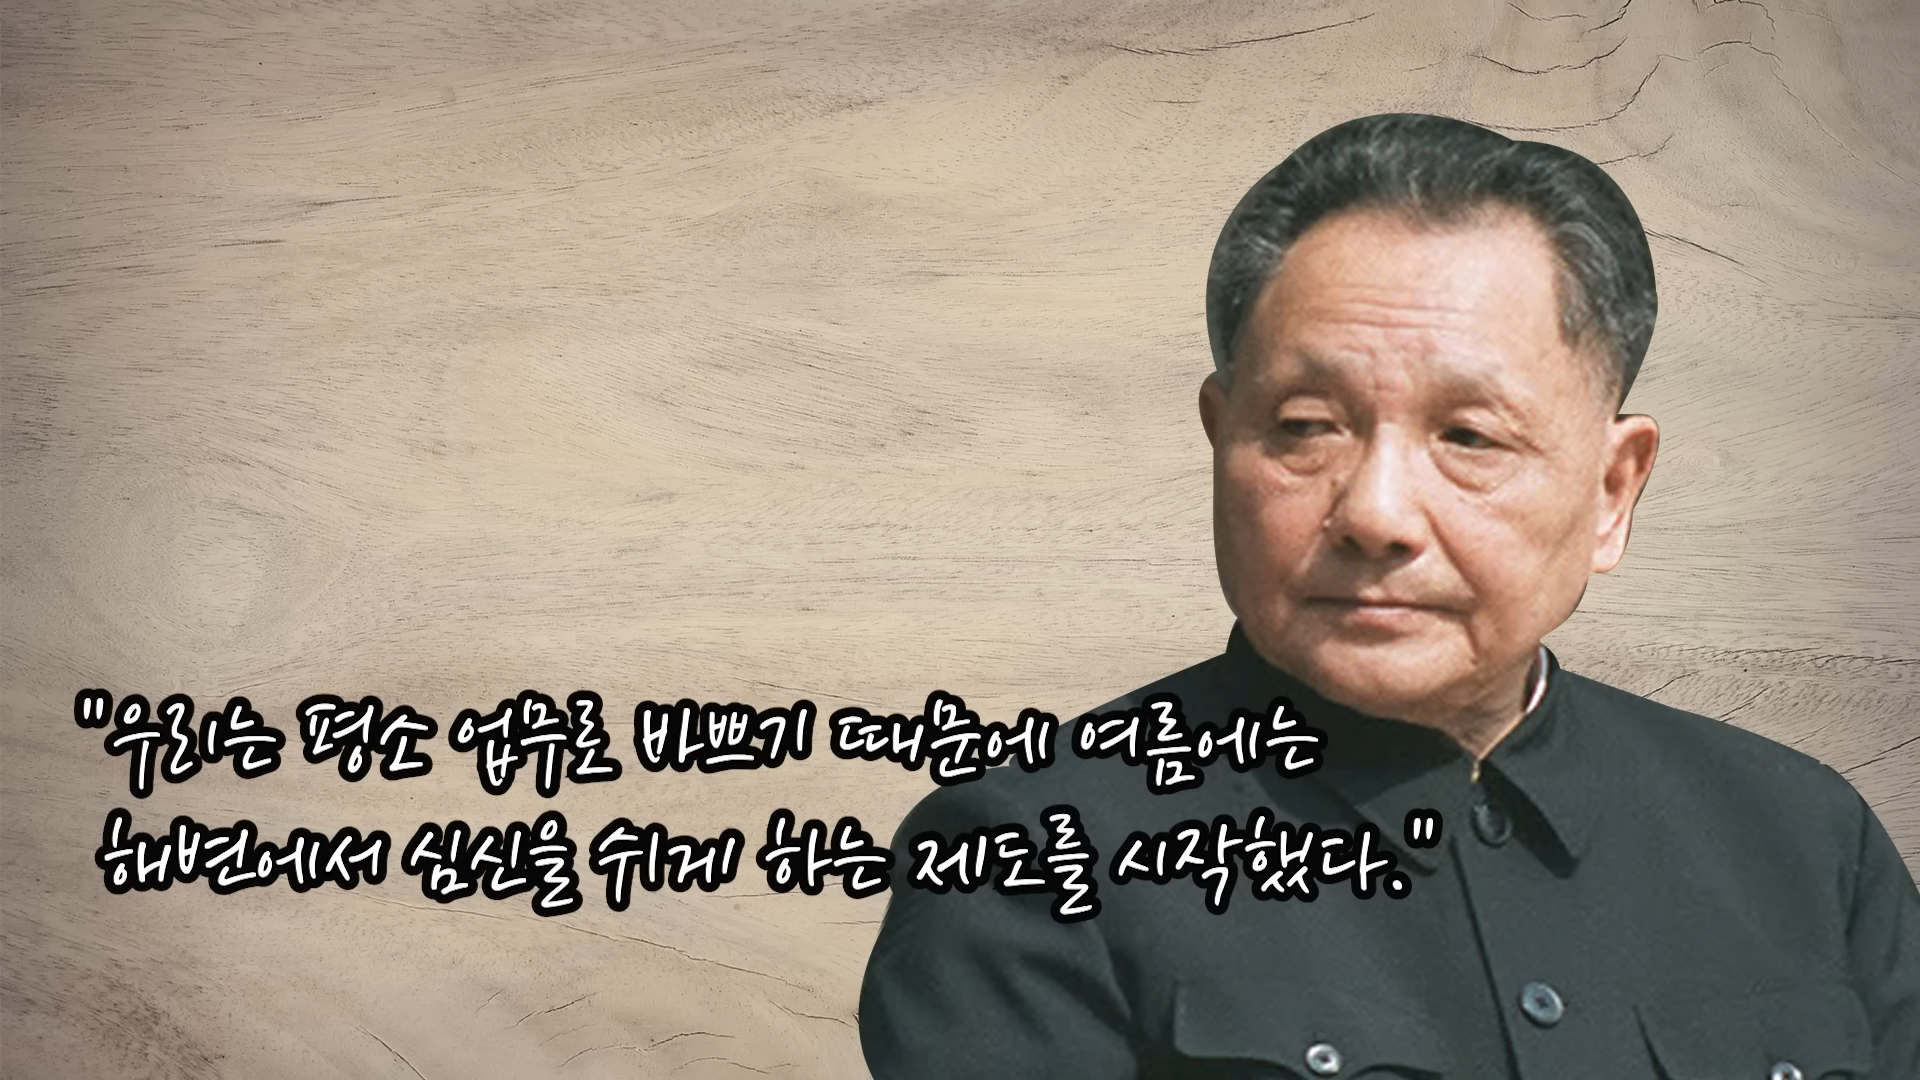 "우리는 평소 업무로 바쁘기 때문에 여름에는
해변에서 심신을 쉬게 하는 제도를 시작했다."